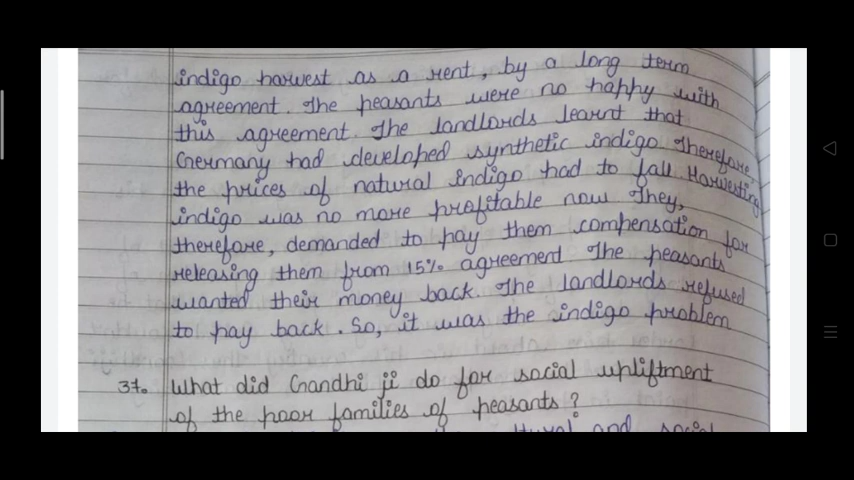 indigo harvest as a rent, by a long term
agreement. The peasants were no happy with
this agreement. The landlords learnt that
Germany had developed synthetic indigo Therefore,
the prices of natural indigo had to fall Harvesting
indigo was no more profitable now They,
therefore, demanded to pay them compensation for
releasing them from 15% agreement The peasants
wanted their money back. The landlords refused
to pay back. So, it was the indigo problem
37. What did Gandhi ji do for social upliftment
of the poor families of peasants?
and social